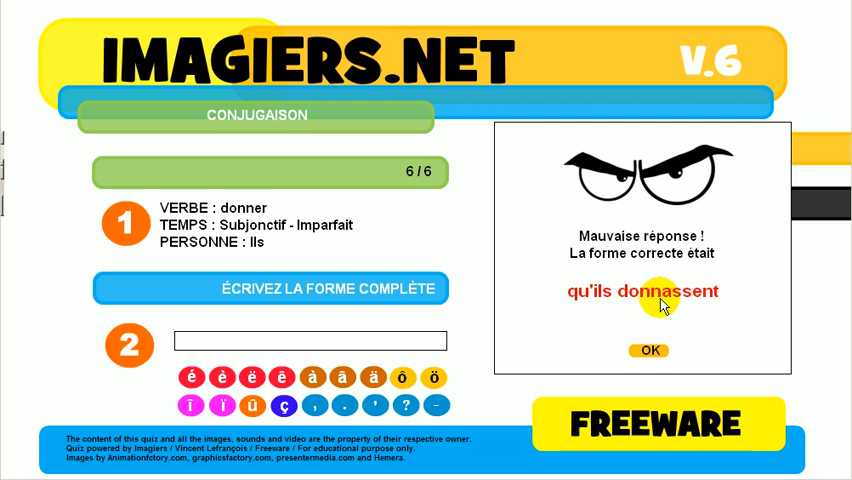 IMAGIERS.NET
V.6
CONJUGAISON
6 / 6
1
VERBE : donner
TEMPS : Subjonctif - Imparfait
PERSONNE : Ils
ÉCRIVEZ LA FORME COMPLÈTE
2
é è ë ê à â ä ô ö
î ï û ç , . ' ? -
Mauvaise réponse !
La forme correcte était
qu'ils donnassent
OK
FREEWARE
The content of this quiz and all the images, sounds and video are the property of their respective owner.
Quiz powered by Imagiers / Vincent Lefrançois / Freeware / For educational purpose only.
Images by Animationfctory.com, graphicsfactory.com, presentermedia.com and Hemera.